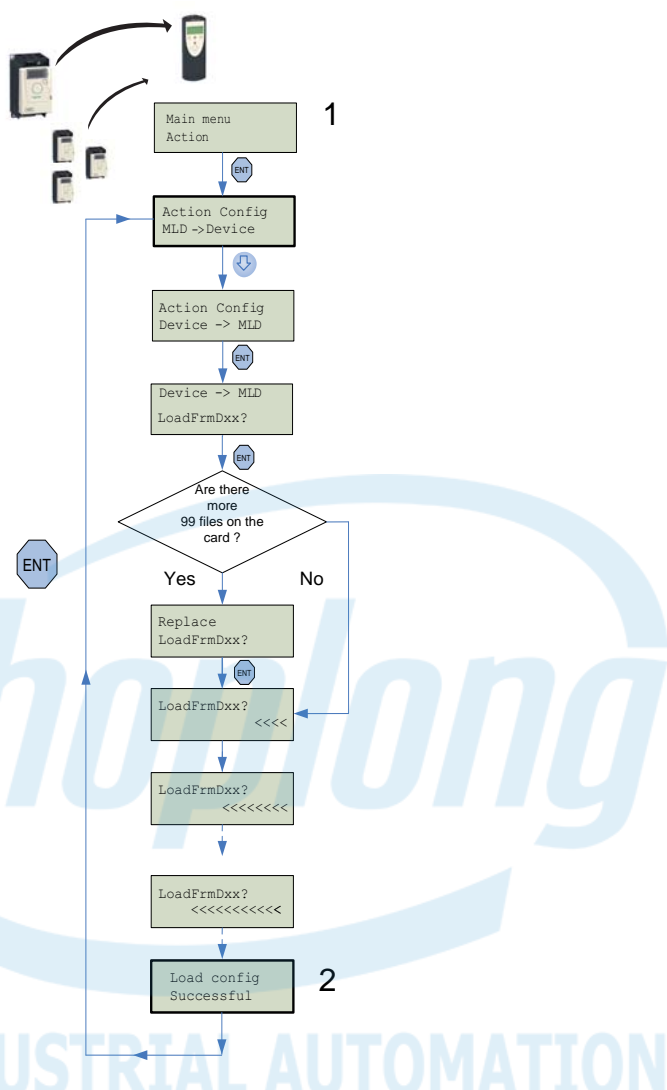 Main menu
Action
1
ENT
Action Config
MLD ->Device
Action Config
Device -> MLD
ENT
Device -> MLD
LoadFrmDxx?
ENT
Are there
more
99 files on the
card ?
ENT
Yes
No
Replace
LoadFrmDxx?
ENT
LoadFrmDxx?
<<<<
LoadFrmDxx?
<<<<<<<<
LoadFrmDxx?
<<<<<<<<<<<
Load config
Successful
2
hoplong
USTRIAL AUTOMATION